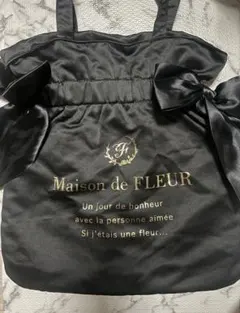 Maison de FLEUR
Un jour de bonheur
avec la personne aimée
Si j'étais une fleur...